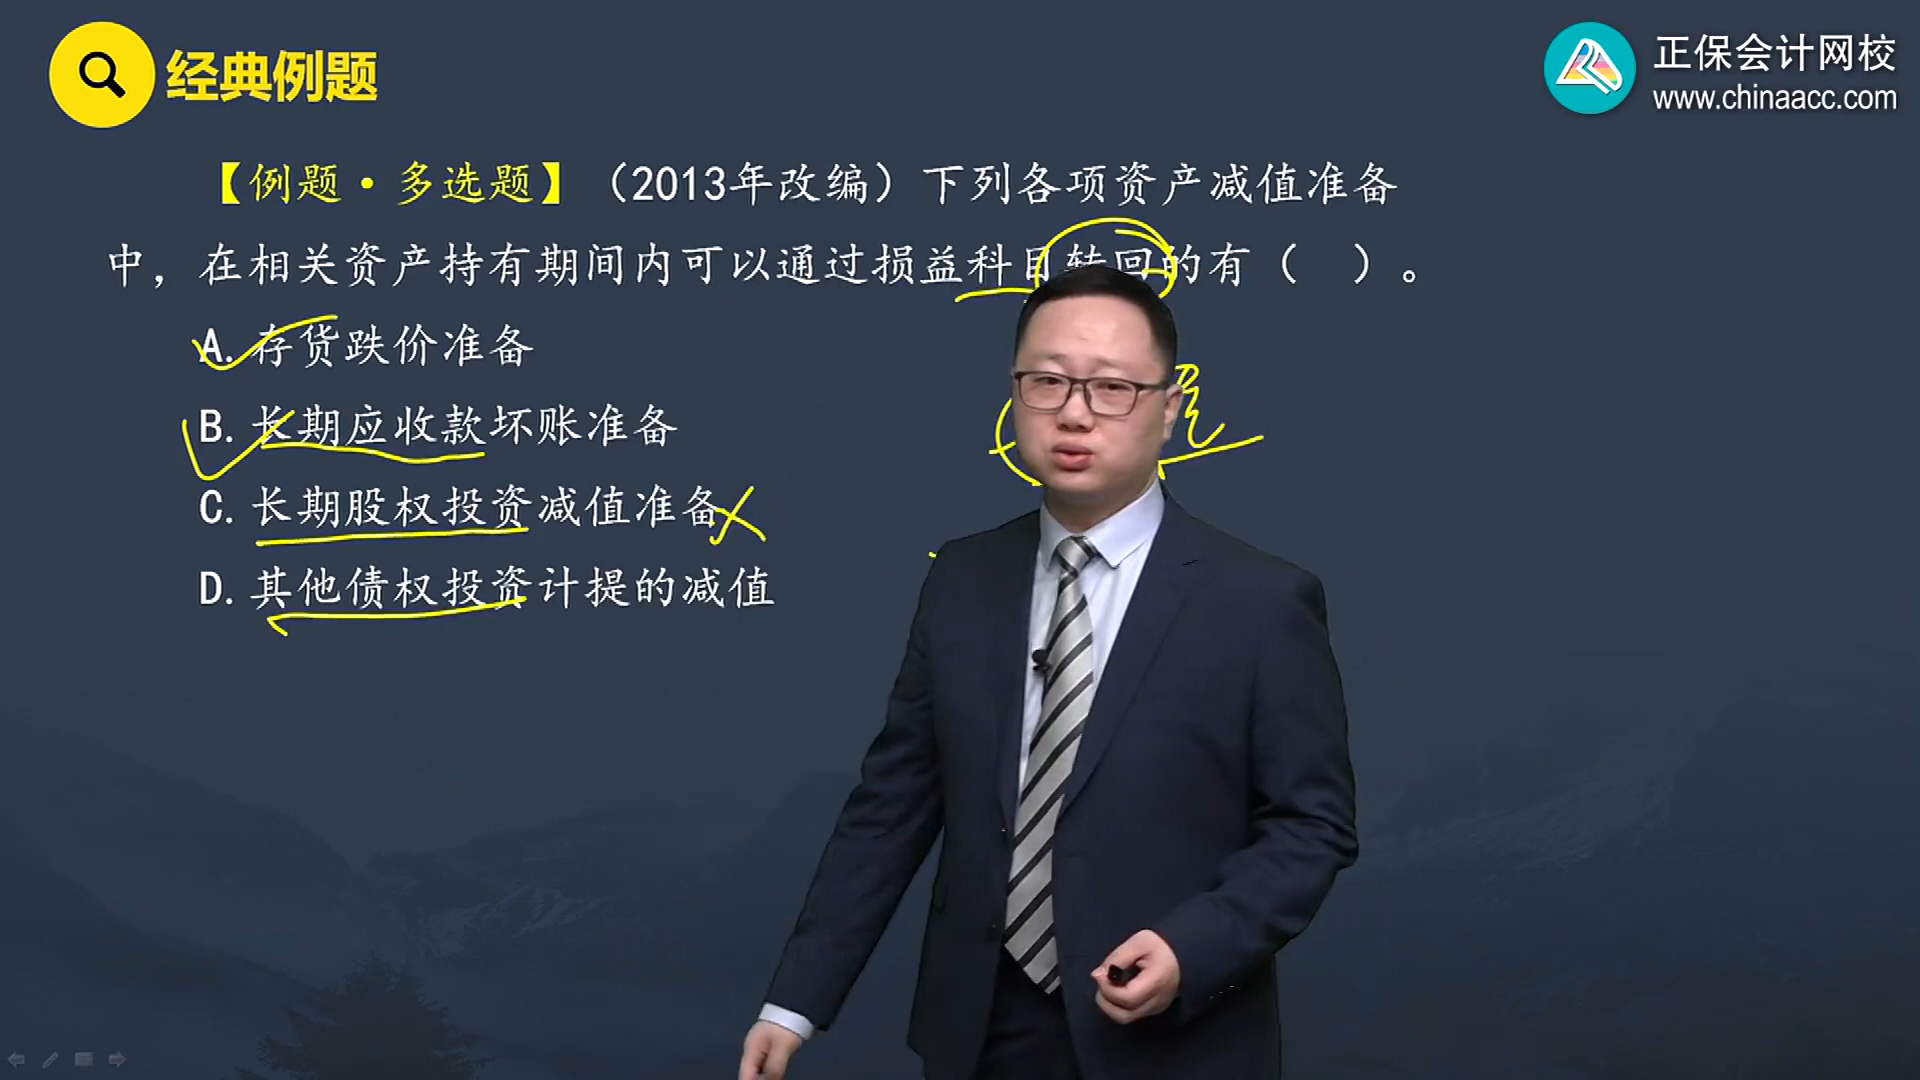 经典例题
正保会计网校
www.chinaacc.com
【例题·多选题】（2013年改编）下列各项资产减值准备
中，在相关资产持有期间内可以通过损益科目转回的有（ ）。
A. 存货跌价准备
B. 长期应收款坏账准备
C. 长期股权投资减值准备
D. 其他债权投资计提的减值